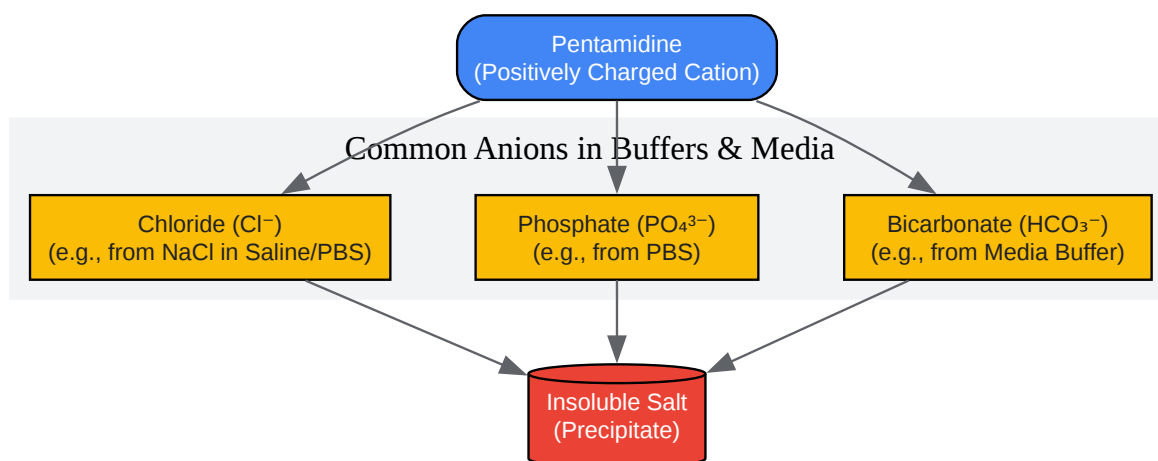 Pentamidine
(Positively Charged Cation)
Common Anions in Buffers & Media
Chloride (Cl⁻)
(e.g., from NaCl in Saline/PBS)
Phosphate (PO₄³⁻)
(e.g., from PBS)
Bicarbonate (HCO₃⁻)
(e.g., from Media Buffer)
Insoluble Salt
(Precipitate)